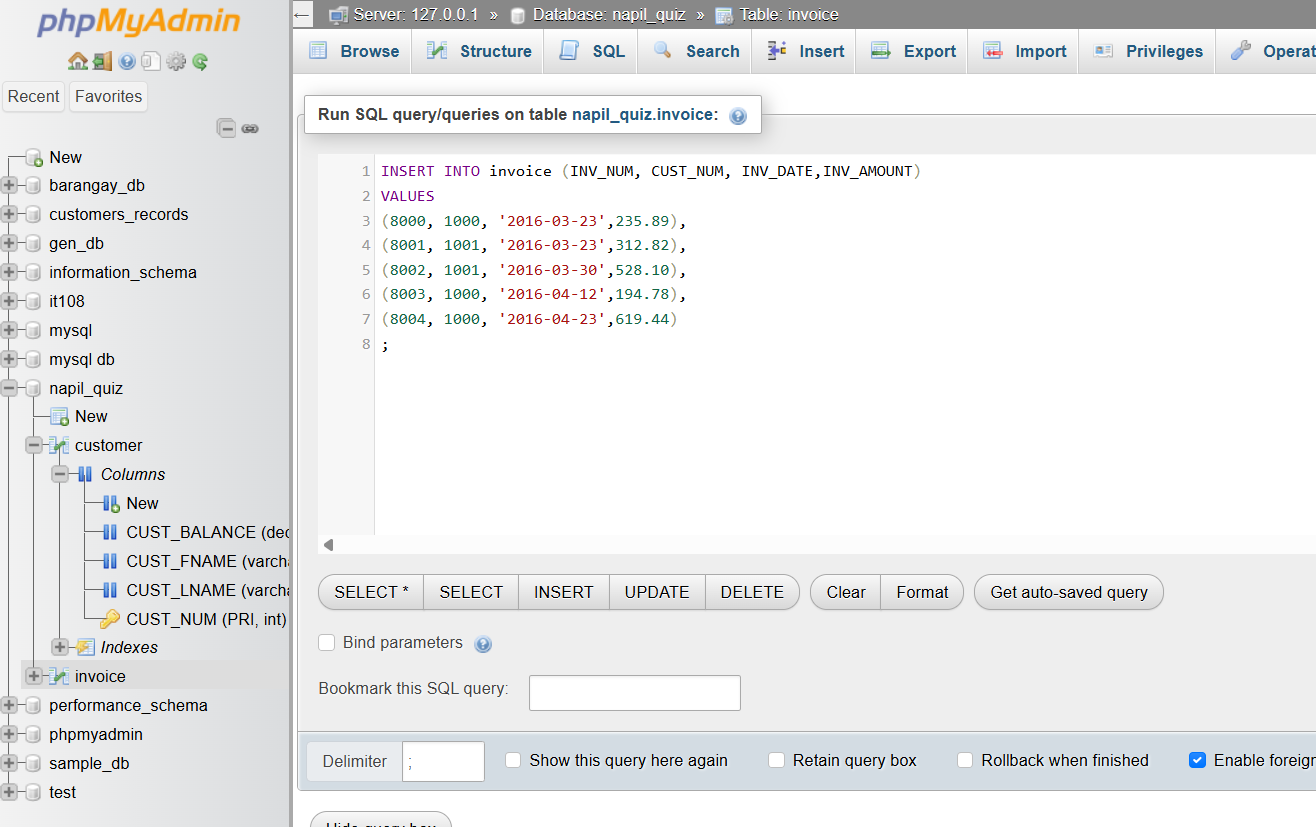 phpMyAdmin
Recent Favorites
New
barangay_db
customers_records
gen_db
information_schema
it108
mysql
mysql db
napil_quiz
New
customer
Columns
New
CUST_BALANCE (dec
CUST_FNAME (varcha
CUST_LNAME (varcha
CUST_NUM (PRI, int)
Indexes
invoice
performance_schema
phpmyadmin
sample_db
test
Server: 127.0.0.1 » Database: napil_quiz » Table: invoice
Browse Structure SQL Search Insert Export Import Privileges Operat
Run SQL query/queries on table napil_quiz.invoice:
1 INSERT INTO invoice (INV_NUM, CUST_NUM, INV_DATE,INV_AMOUNT)
2 VALUES
3 (8000, 1000, '2016-03-23',235.89),
4 (8001, 1001, '2016-03-23',312.82),
5 (8002, 1001, '2016-03-30',528.10),
6 (8003, 1000, '2016-04-12',194.78),
7 (8004, 1000, '2016-04-23',619.44)
8 ;
SELECT * SELECT INSERT UPDATE DELETE Clear Format Get auto-saved query
Bind parameters
Bookmark this SQL query:
Delimiter ; Show this query here again Retain query box Rollback when finished Enable foreign
Hide query box